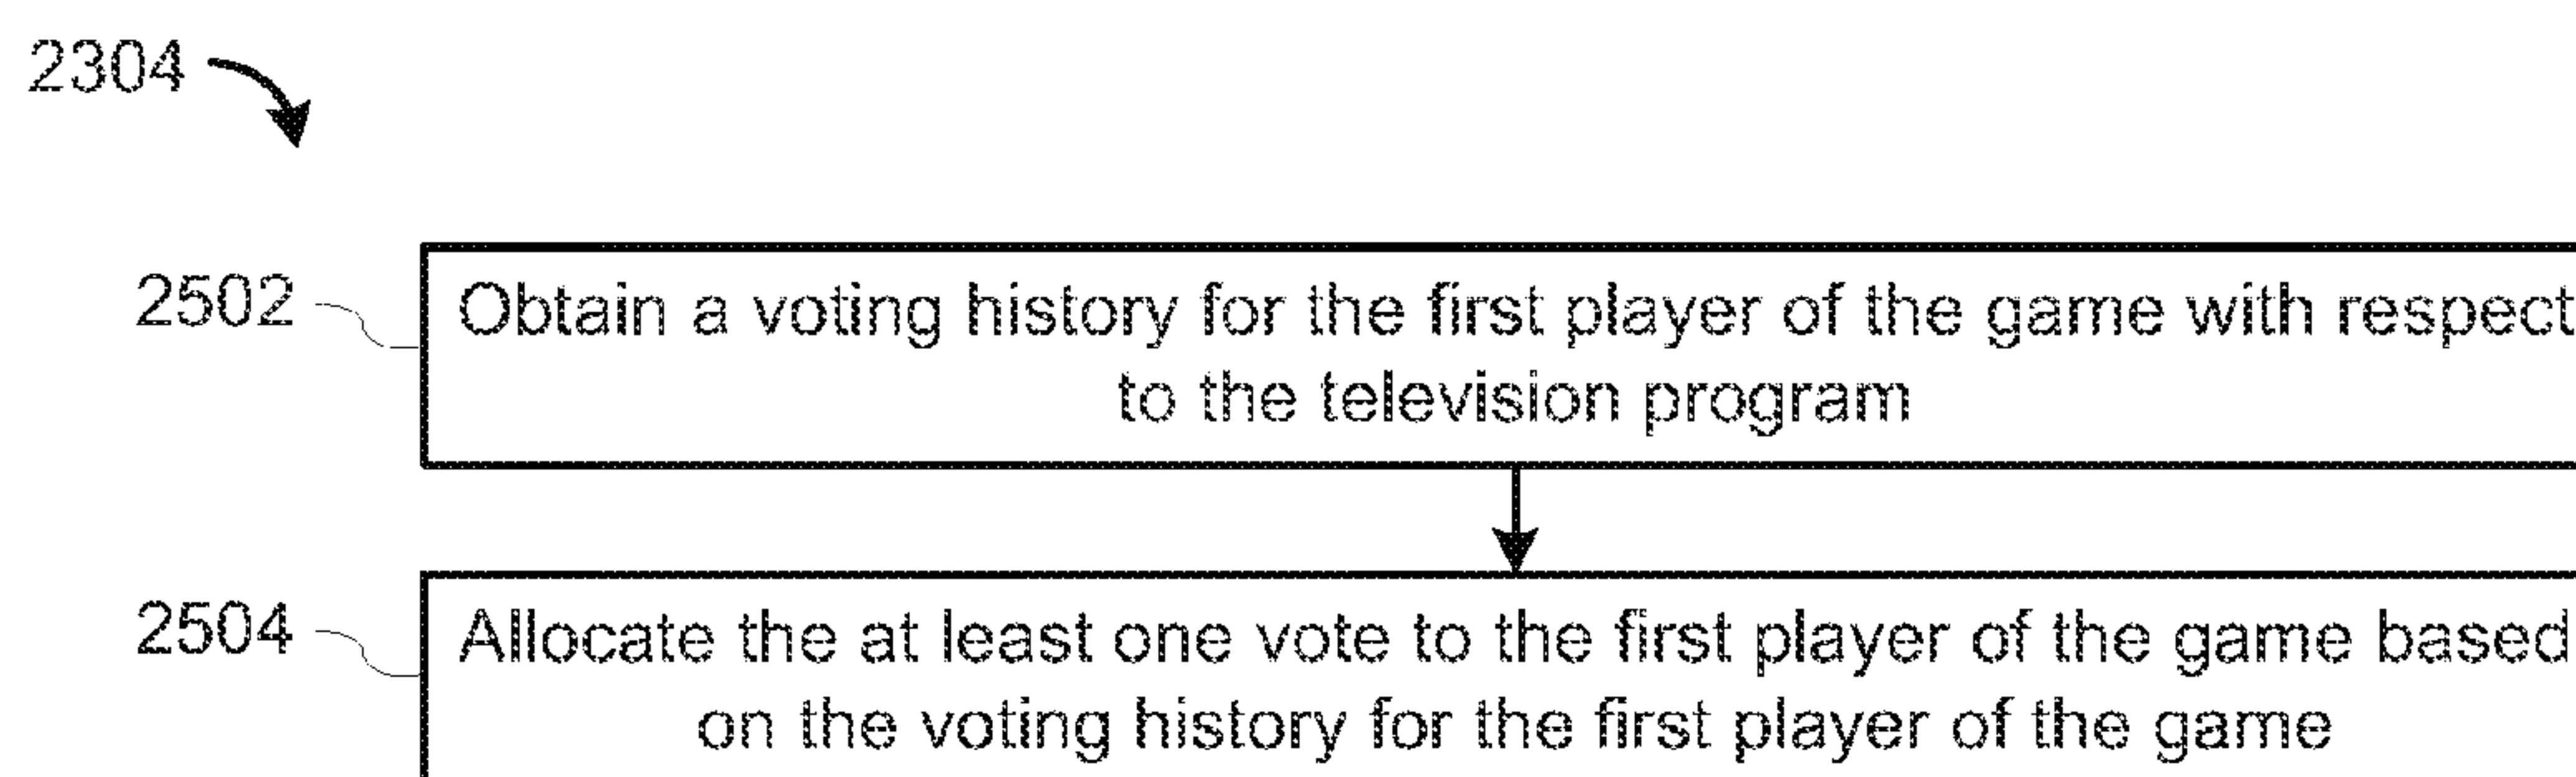 2304
2502
Obtain a voting history for the first player of the game with respect
to the television program
2504
Allocate the at least one vote to the first player of the game based
on the voting history for the first player of the game